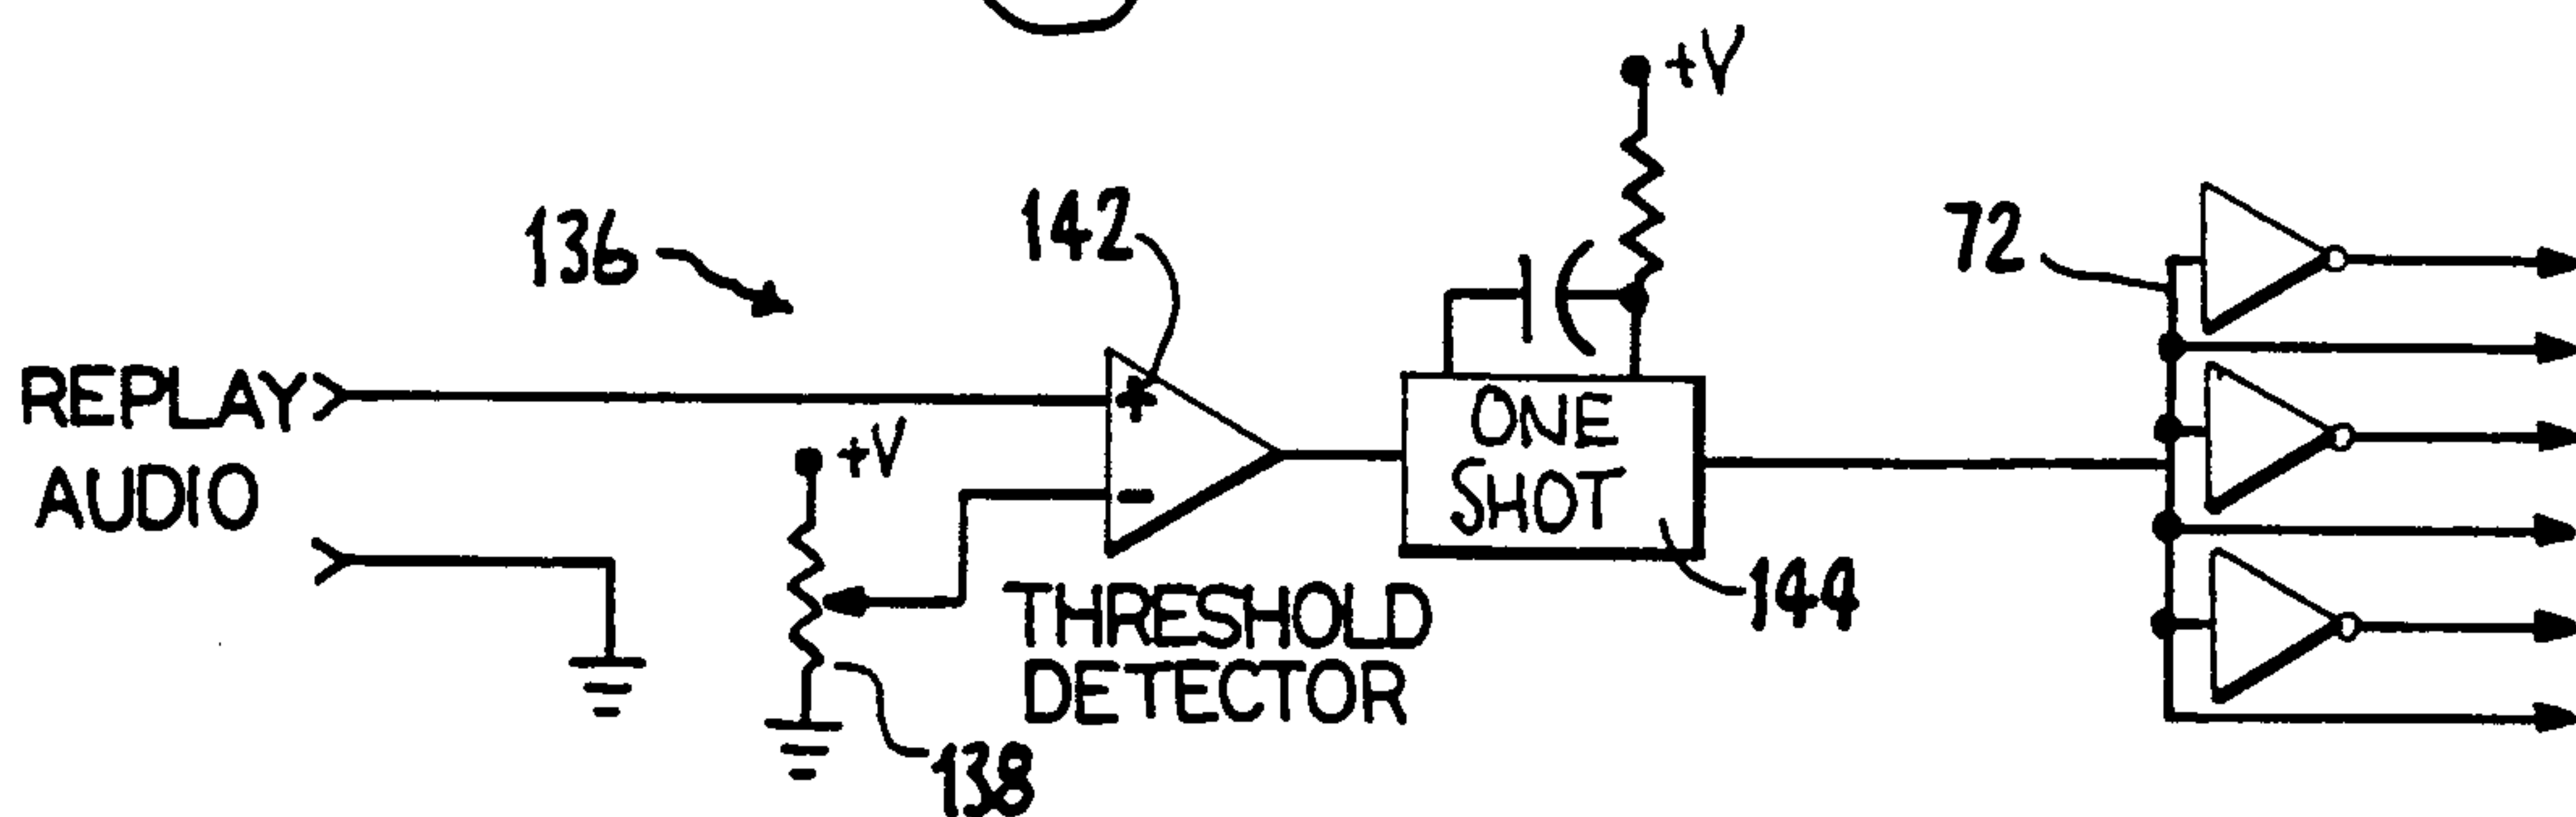 +V
136
142
72
REPLAY
AUDIO
+
+V
-
ONE
SHOT
THRESHOLD
DETECTOR
144
138